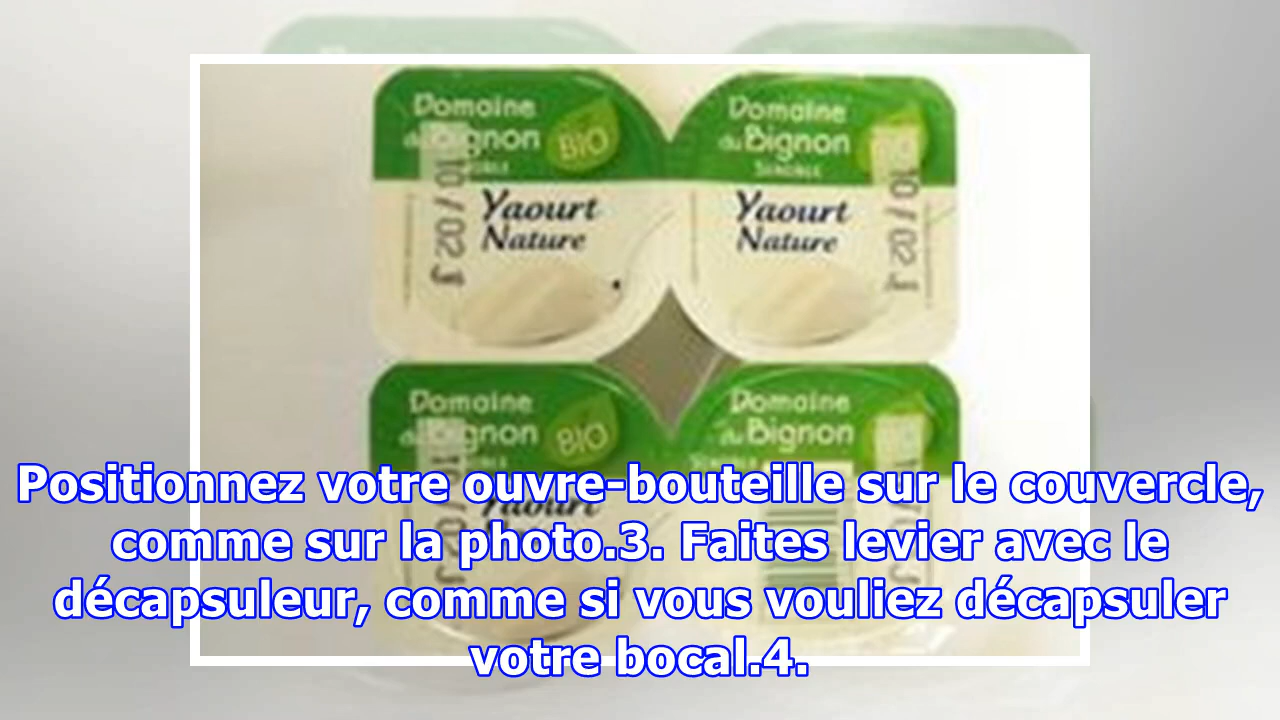 Domaine
du Bignon
BIO
10/02
Yaourt
Nature
Domaine
du Bignon
SENSIBLE
10/02
Yaourt
Nature
Domaine
du Bignon
BIO
Domaine
du Bignon
Yaourt
Positionnez votre ouvre-bouteille sur le couvercle,
comme sur la photo.3. Faites levier avec le
décapsuleur, comme si vous vouliez décapsuler
votre bocal.4.